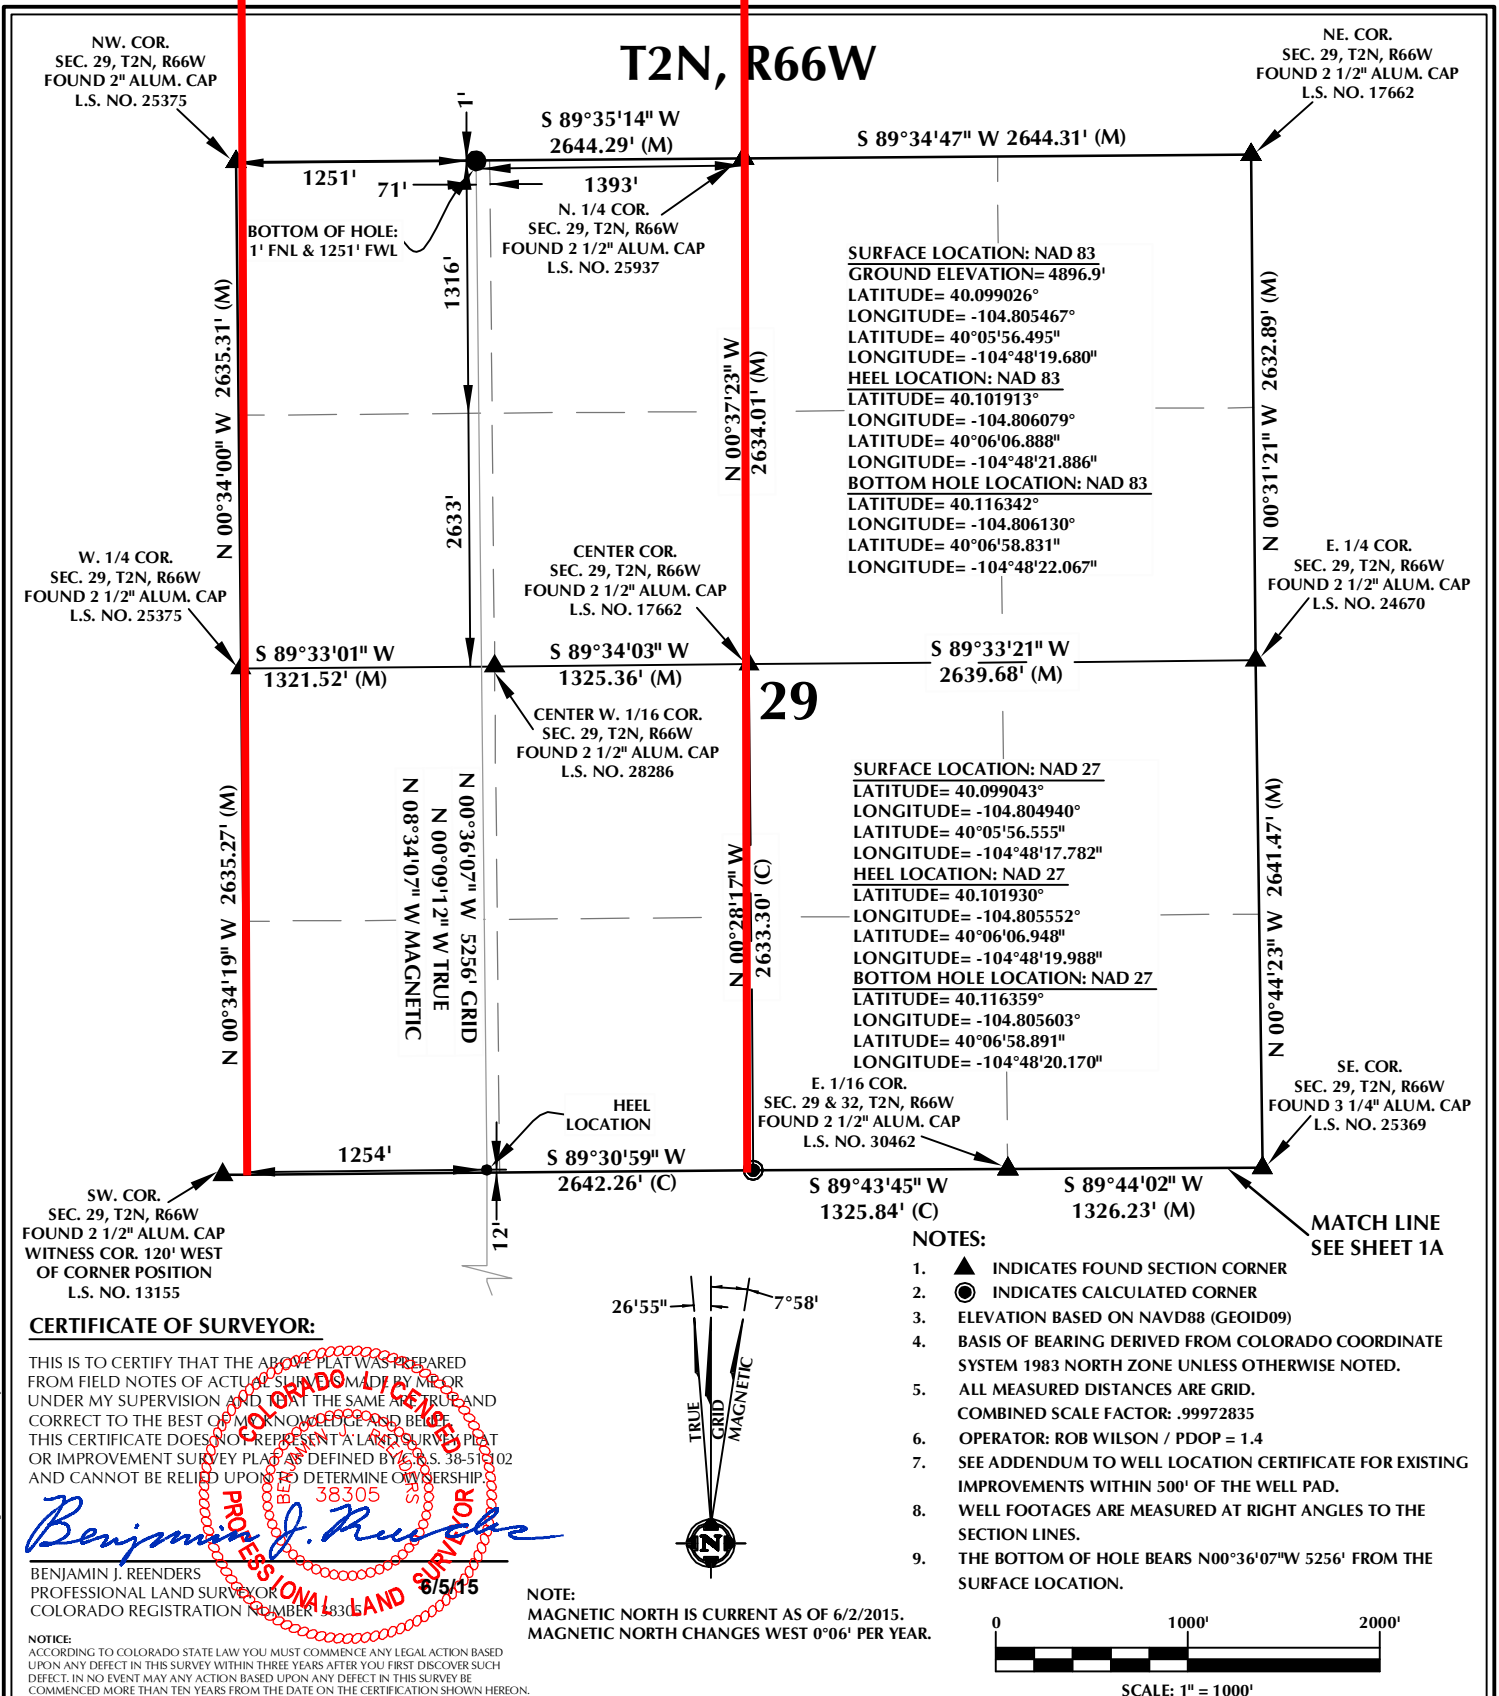 T2N, R66W
NW. COR.
SEC. 29, T2N, R66W
FOUND 2" ALUM. CAP
L.S. NO. 25375
NE. COR.
SEC. 29, T2N, R66W
FOUND 2 1/2" ALUM. CAP
L.S. NO. 17662
1'
S 89°35'14" W
2644.29' (M)
S 89°34'47" W 2644.31' (M)
1251'
71'
1393'
BOTTOM OF HOLE:
1' FNL & 1251' FWL
N. 1/4 COR.
SEC. 29, T2N, R66W
FOUND 2 1/2" ALUM. CAP
L.S. NO. 25937
1316'
2633'
N 00°34'00" W 2635.31' (M)
N 00°37'23" W
2634.01' (M)
N 00°31'21" W 2632.89' (M)
SURFACE LOCATION: NAD 83
GROUND ELEVATION= 4896.9'
LATITUDE= 40.099026°
LONGITUDE= -104.805467°
LATITUDE= 40°05'56.495"
LONGITUDE= -104°48'19.680"
HEEL LOCATION: NAD 83
LATITUDE= 40.101913°
LONGITUDE= -104.806079°
LATITUDE= 40°06'06.888"
LONGITUDE= -104°48'21.886"
BOTTOM HOLE LOCATION: NAD 83
LATITUDE= 40.116342°
LONGITUDE= -104.806130°
LATITUDE= 40°06'58.831"
LONGITUDE= -104°48'22.067"
W. 1/4 COR.
SEC. 29, T2N, R66W
FOUND 2 1/2" ALUM. CAP
L.S. NO. 25375
CENTER COR.
SEC. 29, T2N, R66W
FOUND 2 1/2" ALUM. CAP
L.S. NO. 17662
E. 1/4 COR.
SEC. 29, T2N, R66W
FOUND 2 1/2" ALUM. CAP
L.S. NO. 24670
S 89°33'01" W
1321.52' (M)
S 89°34'03" W
1325.36' (M)
S 89°33'21" W
2639.68' (M)
29
CENTER W. 1/16 COR.
SEC. 29, T2N, R66W
FOUND 2 1/2" ALUM. CAP
L.S. NO. 28286
N 00°34'19" W 2635.27' (M)
N 00°36'07" W 5256' GRID
N 00°09'12" W TRUE
N 08°34'07" W MAGNETIC
N 00°28'17" W
2633.30' (C)
N 00°44'23" W 2641.47' (M)
SURFACE LOCATION: NAD 27
LATITUDE= 40.099043°
LONGITUDE= -104.804940°
LATITUDE= 40°05'56.555"
LONGITUDE= -104°48'17.782"
HEEL LOCATION: NAD 27
LATITUDE= 40.101930°
LONGITUDE= -104.805552°
LATITUDE= 40°06'06.948"
LONGITUDE= -104°48'19.988"
BOTTOM HOLE LOCATION: NAD 27
LATITUDE= 40.116359°
LONGITUDE= -104.805603°
LATITUDE= 40°06'58.891"
LONGITUDE= -104°48'20.170"
HEEL
LOCATION
E. 1/16 COR.
SEC. 29 & 32, T2N, R66W
FOUND 2 1/2" ALUM. CAP
L.S. NO. 30462
SE. COR.
SEC. 29, T2N, R66W
FOUND 3 1/4" ALUM. CAP
L.S. NO. 25369
1254'
S 89°30'59" W
2642.26' (C)
12'
S 89°43'45" W
1325.84' (C)
S 89°44'02" W
1326.23' (M)
MATCH LINE
SEE SHEET 1A
SW. COR.
SEC. 29, T2N, R66W
FOUND 2 1/2" ALUM. CAP
WITNESS COR. 120' WEST
OF CORNER POSITION
L.S. NO. 13155
NOTES:
1. INDICATES FOUND SECTION CORNER
2. INDICATES CALCULATED CORNER
3. ELEVATION BASED ON NAVD88 (GEOID09)
4. BASIS OF BEARING DERIVED FROM COLORADO COORDINATE
SYSTEM 1983 NORTH ZONE UNLESS OTHERWISE NOTED.
5. ALL MEASURED DISTANCES ARE GRID.
COMBINED SCALE FACTOR: .99972835
6. OPERATOR: ROB WILSON / PDOP = 1.4
7. SEE ADDENDUM TO WELL LOCATION CERTIFICATE FOR EXISTING
IMPROVEMENTS WITHIN 500' OF THE WELL PAD.
8. WELL FOOTAGES ARE MEASURED AT RIGHT ANGLES TO THE
SECTION LINES.
9. THE BOTTOM OF HOLE BEARS N00°36'07"W 5256' FROM THE
SURFACE LOCATION.
26'55"
7°58'
TRUE
GRID
MAGNETIC
N
CERTIFICATE OF SURVEYOR:
THIS IS TO CERTIFY THAT THE ABOVE PLAT WAS PREPARED
FROM FIELD NOTES OF ACTUAL SURVEYS MADE BY ME OR
UNDER MY SUPERVISION AND THAT THE SAME ARE TRUE AND
CORRECT TO THE BEST OF MY KNOWLEDGE AND BELIEF.
THIS CERTIFICATE DOES NOT REPRESENT A LAND SURVEY PLAT
OR IMPROVEMENT SURVEY PLAT AS DEFINED BY C.R.S. 38-51-102
AND CANNOT BE RELIED UPON TO DETERMINE OWNERSHIP.
COLORADO LICENSED
PROFESSIONAL LAND SURVEYOR
BENJAMIN J. REENDERS
38305
Benjamin J. Reenders
6/5/15
BENJAMIN J. REENDERS
PROFESSIONAL LAND SURVEYOR
COLORADO REGISTRATION NUMBER 38305
NOTICE:
ACCORDING TO COLORADO STATE LAW YOU MUST COMMENCE ANY LEGAL ACTION BASED
UPON ANY DEFECT IN THIS SURVEY WITHIN THREE YEARS AFTER YOU FIRST DISCOVER SUCH
DEFECT. IN NO EVENT MAY ANY ACTION BASED UPON ANY DEFECT IN THIS SURVEY BE
COMMENCED MORE THAN TEN YEARS FROM THE DATE ON THE CERTIFICATION SHOWN HEREON.
NOTE:
MAGNETIC NORTH IS CURRENT AS OF 6/2/2015.
MAGNETIC NORTH CHANGES WEST 0°06' PER YEAR.
0 1000' 2000'
SCALE: 1" = 1000'